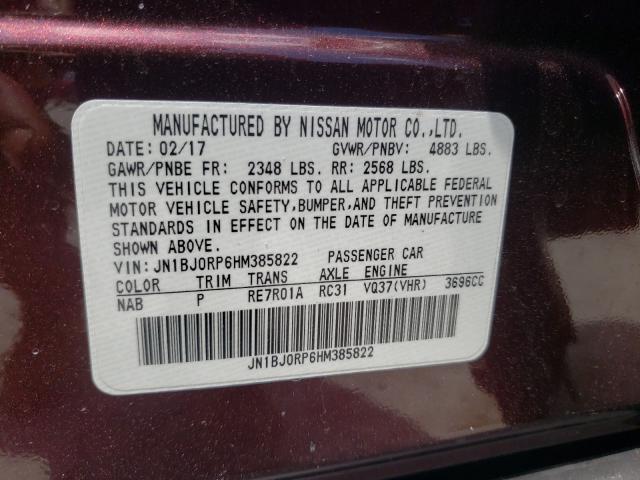 MANUFACTURED BY NISSAN MOTOR CO.,LTD.
DATE: 02/17 GVWR/PNBV: 4883 LBS.
GAWR/PNBE FR: 2348 LBS. RR: 2568 LBS.
THIS VEHICLE CONFORMS TO ALL APPLICABLE FEDERAL
MOTOR VEHICLE SAFETY,BUMPER,AND THEFT PREVENTION
STANDARDS IN EFFECT ON THE DATE OF MANUFACTURE
SHOWN ABOVE.
VIN: JN1BJ0RP6HM385822 PASSENGER CAR
COLOR TRIM TRANS AXLE ENGINE
NAB P RE7R01A RC31 VQ37(VHR) 3696CC
JN1BJ0RP6HM385822